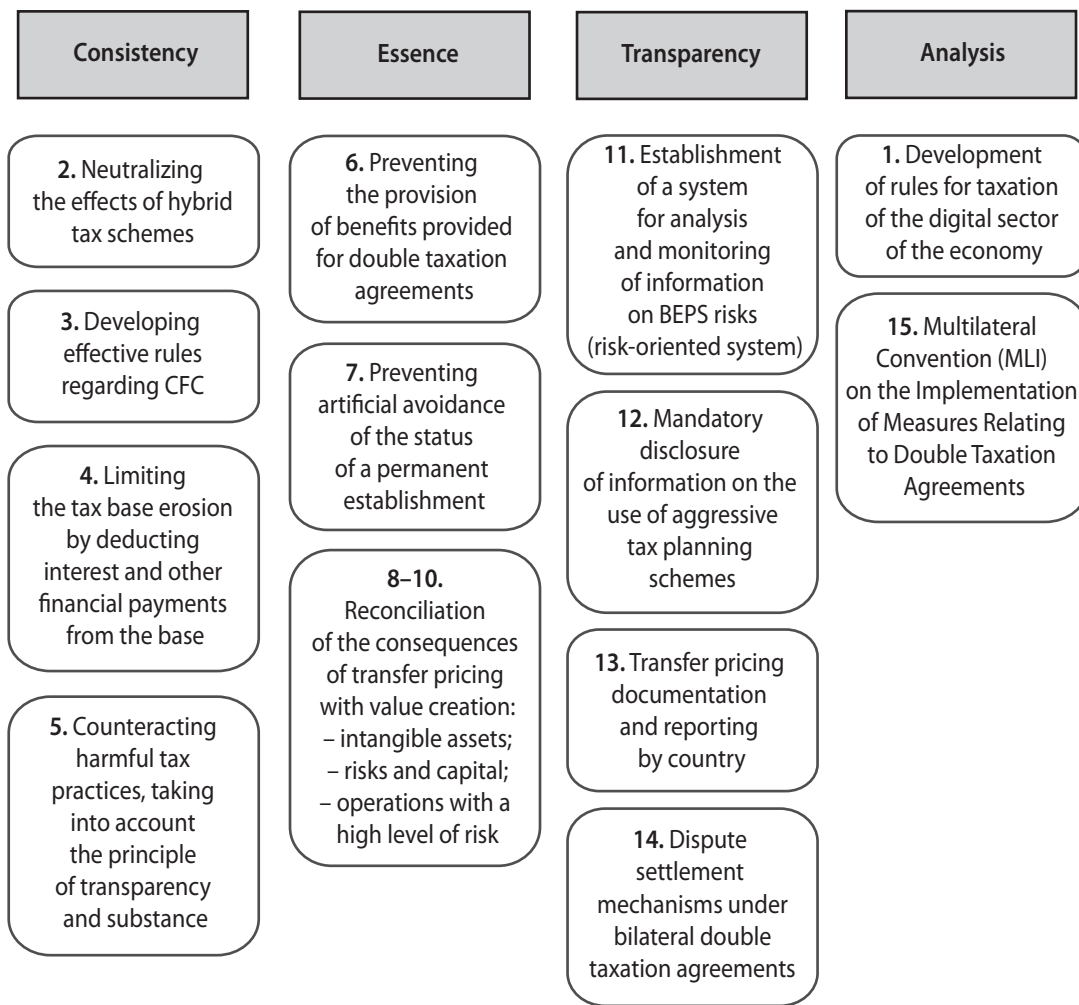 Consistency
2. Neutralizing
the effects of hybrid
tax schemes
3. Developing
effective rules
regarding CFC
4. Limiting
the tax base erosion
by deducting
interest and other
financial payments
from the base
5. Counteracting
harmful tax
practices, taking
into account
the principle
of transparency
and substance
Essence
6. Preventing
the provision
of benefits provided
for double taxation
agreements
7. Preventing
artificial avoidance
of the status
of a permanent
establishment
8–10.
Reconciliation
of the consequences
of transfer pricing
with value creation:
– intangible assets;
– risks and capital;
– operations with a
high level of risk
Transparency
11. Establishment
of a system
for analysis
and monitoring
of information
on BEPS risks
(risk-oriented system)
12. Mandatory
disclosure
of information on the
use of aggressive
tax planning
schemes
13. Transfer pricing
documentation
and reporting
by country
14. Dispute
settlement
mechanisms under
bilateral double
taxation agreements
Analysis
1. Development
of rules for taxation
of the digital sector
of the economy
15. Multilateral
Convention (MLI)
on the Implementation
of Measures Relating
to Double Taxation
Agreements